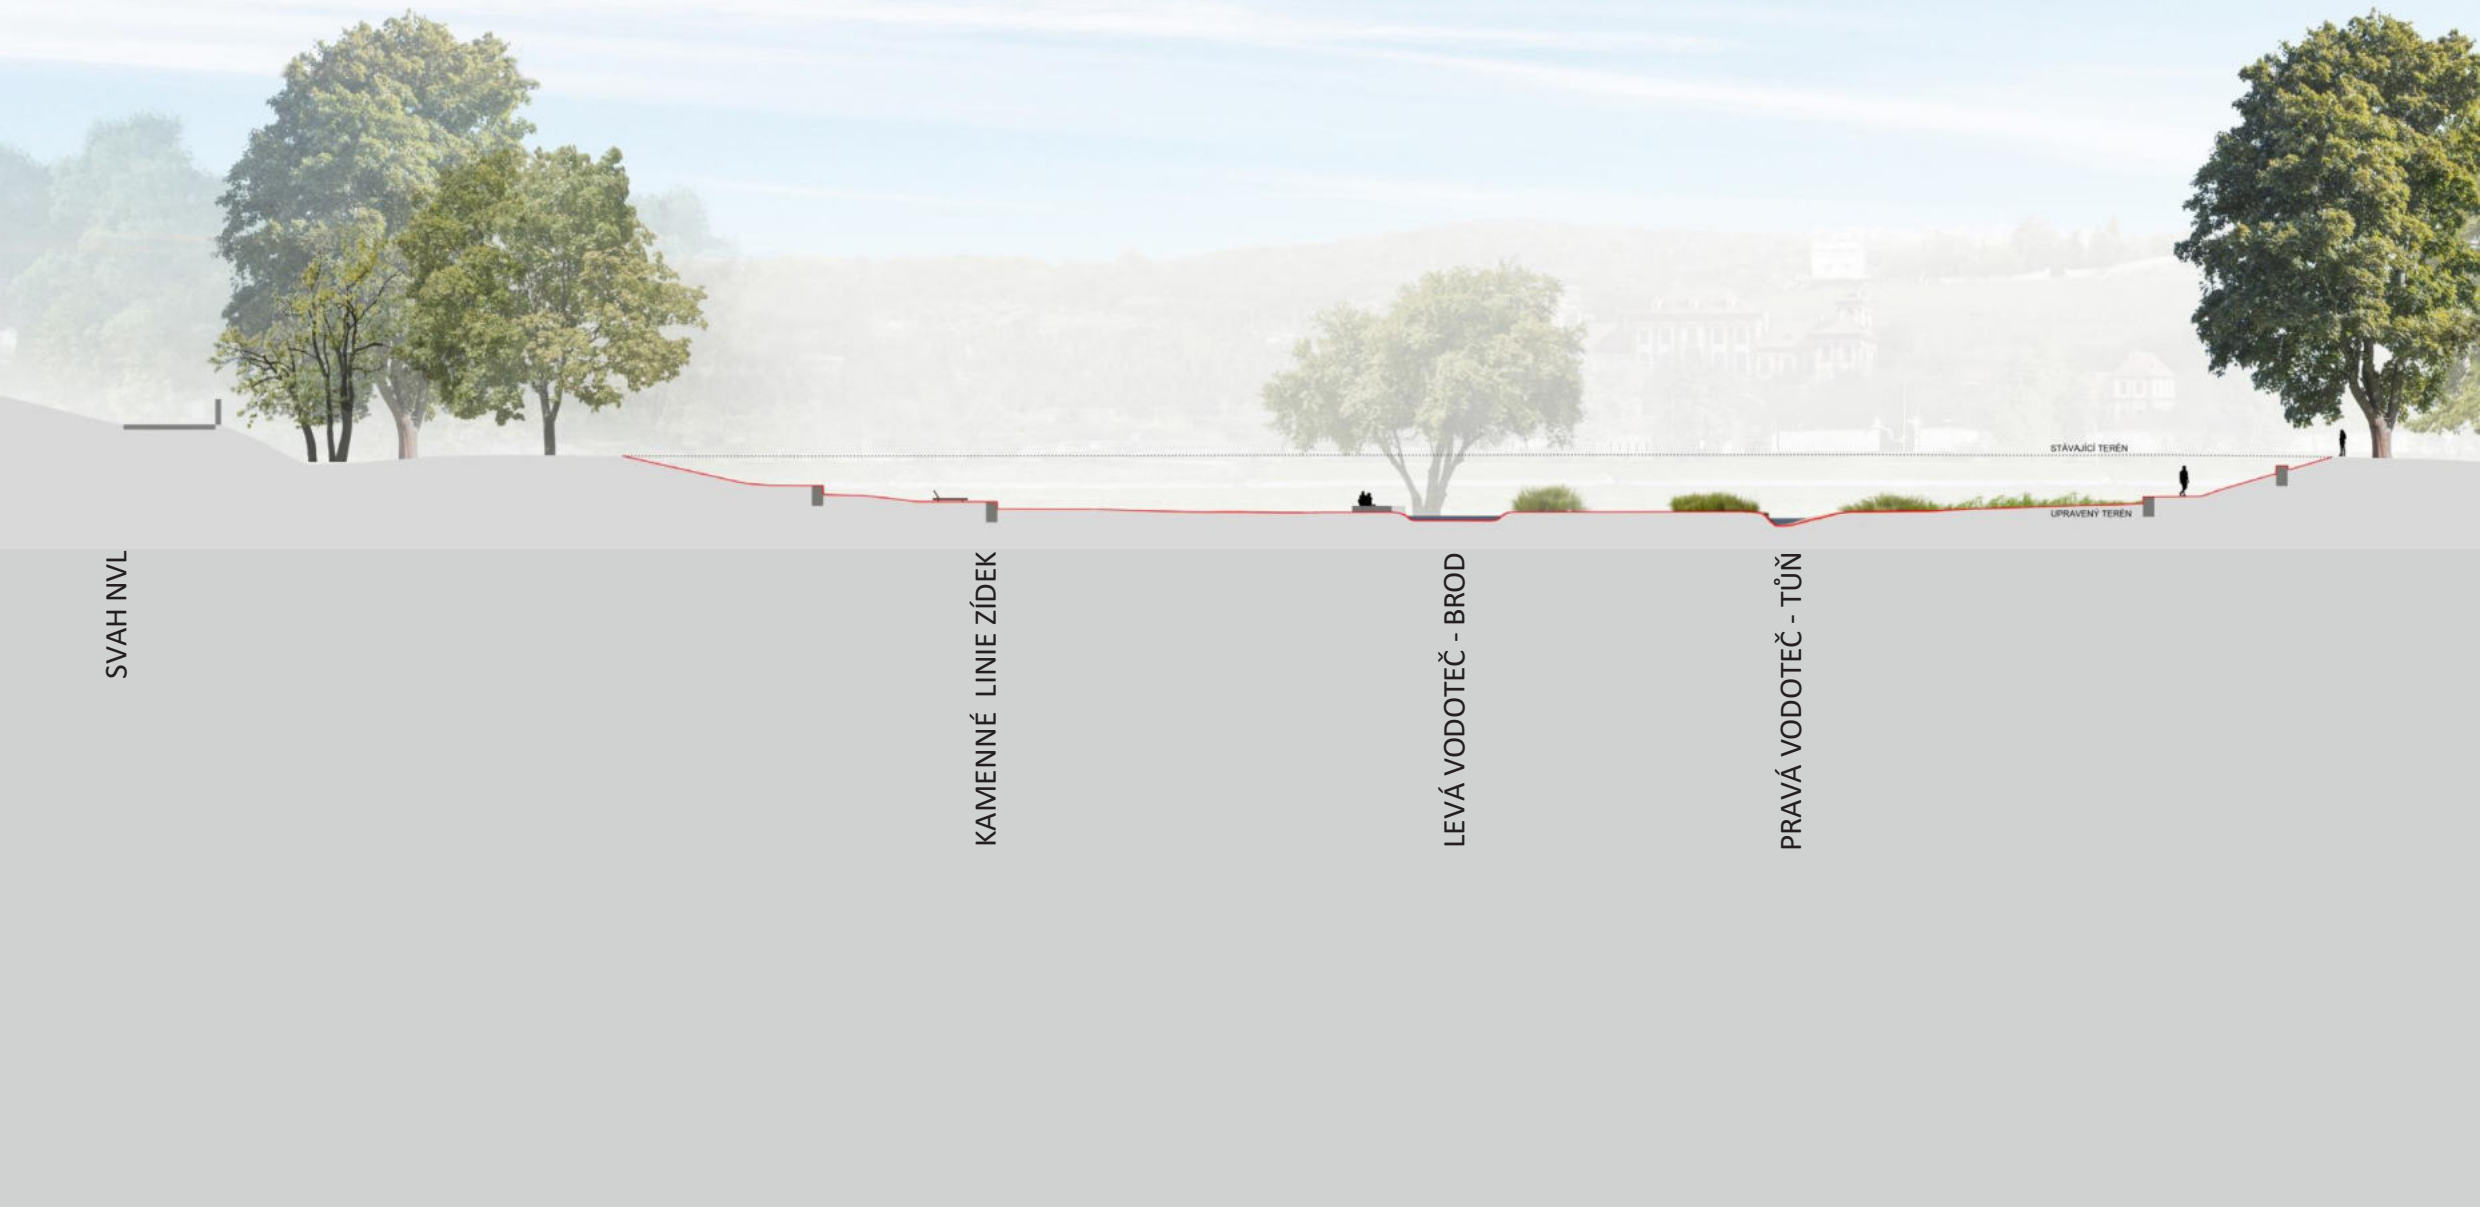 STÁVAJÍCÍ TERÉN
UPRAVENÝ TERÉN
SVAH NVL
KAMENNÉ  LINIE ZÍDEK
LEVÁ VODOTEČ - BROD
PRAVÁ VODOTEČ - TŮŇ